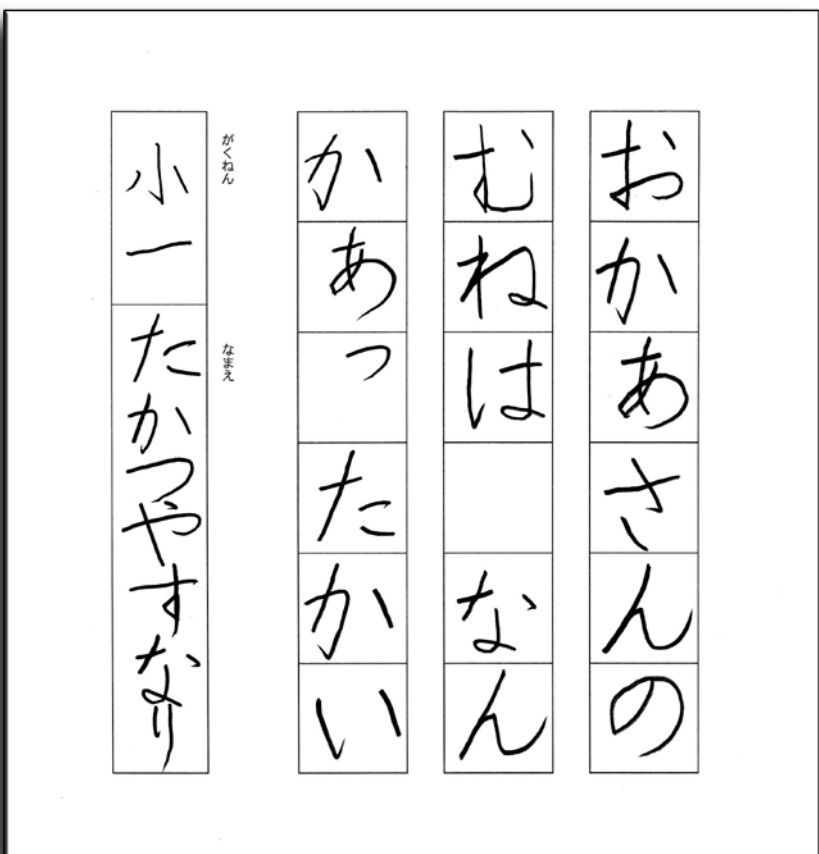 おかあさんの
むねは　なん
かあったかい
がくねん
小一
なまえ
たかつやすなり